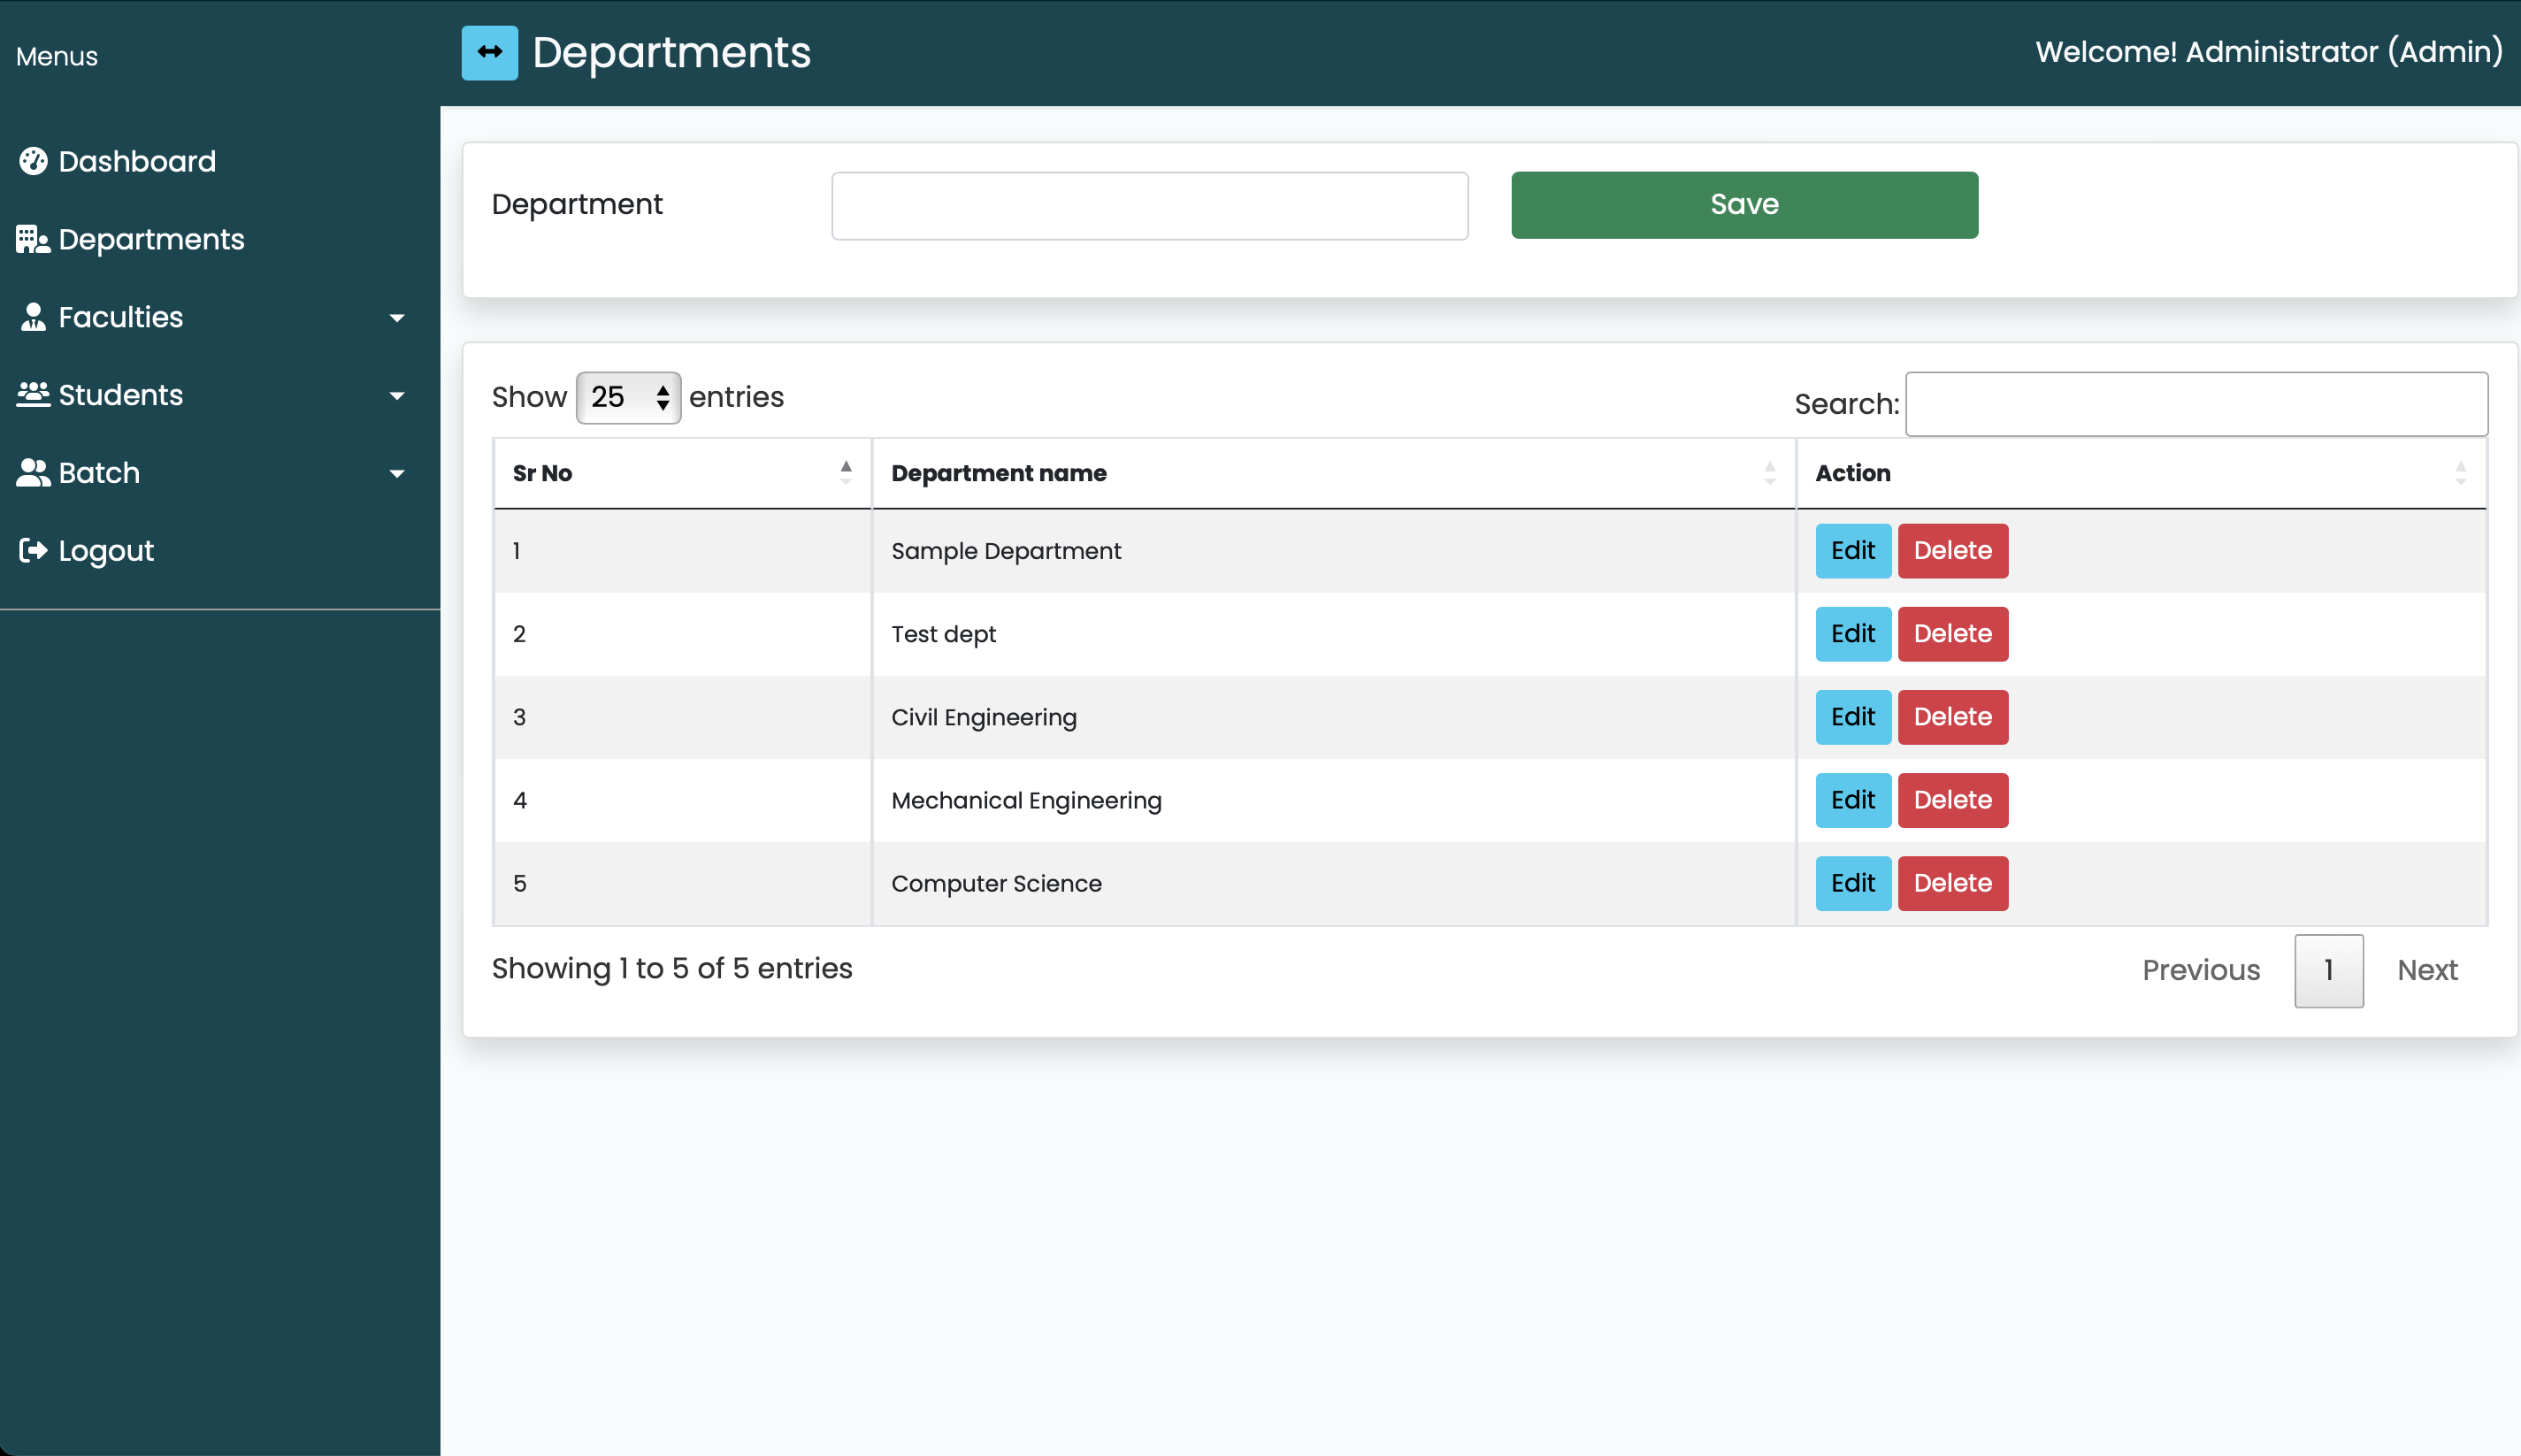 Menus
Departments
Welcome! Administrator (Admin)
Dashboard
Departments
Faculties
Students
Batch
Logout
Department
Save
Show 25 entries
Search:
Sr No Department name Action
1 Sample Department Edit Delete
2 Test dept Edit Delete
3 Civil Engineering Edit Delete
4 Mechanical Engineering Edit Delete
5 Computer Science Edit Delete
Showing 1 to 5 of 5 entries
Previous 1 Next